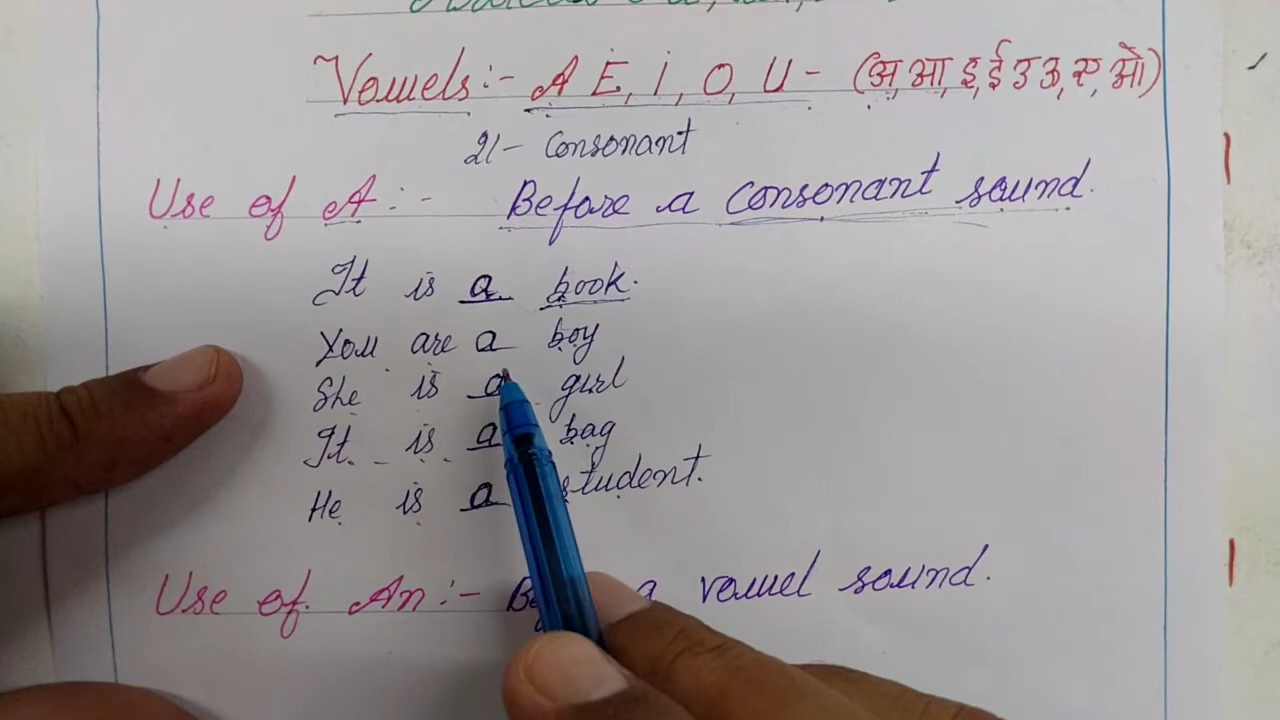 Vowels:- A E, I, O, U- (अ, आ, इ, ई उ ऊ, ए, ओ)
21- Consonant
Use of A:- Before a consonant sound.
It is a book.
You are a boy
She is a girl
It is a bag
He is a student.
Use of An:- a vowel sound.